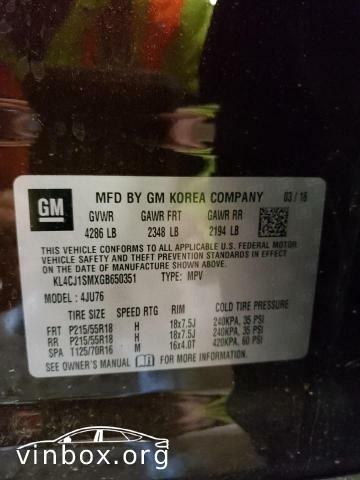 GM
MFD BY GM KOREA COMPANY 03/16
GVWR GAWR FRT GAWR RR
4286 LB 2348 LB 2194 LB
THIS VEHICLE CONFORMS TO ALL APPLICABLE U.S. FEDERAL MOTOR
VEHICLE SAFETY AND THEFT PREVENTION STANDARDS IN EFFECT
ON THE DATE OF MANUFACTURE SHOWN ABOVE.
KL4CJ1SMXGB650351 TYPE: MPV
MODEL: 4JU76
TIRE SIZE SPEED RTG RIM COLD TIRE PRESSURE
FRT P215/55R18 H 18x7.5J 240KPA, 35 PSI
RR P215/55R18 H 18x7.5J 240KPA, 35 PSI
SPA T125/70R16 M 16x4.0T 420KPA, 60 PSI
SEE OWNER'S MANUAL FOR MORE INFORMATION.
vinbox.org